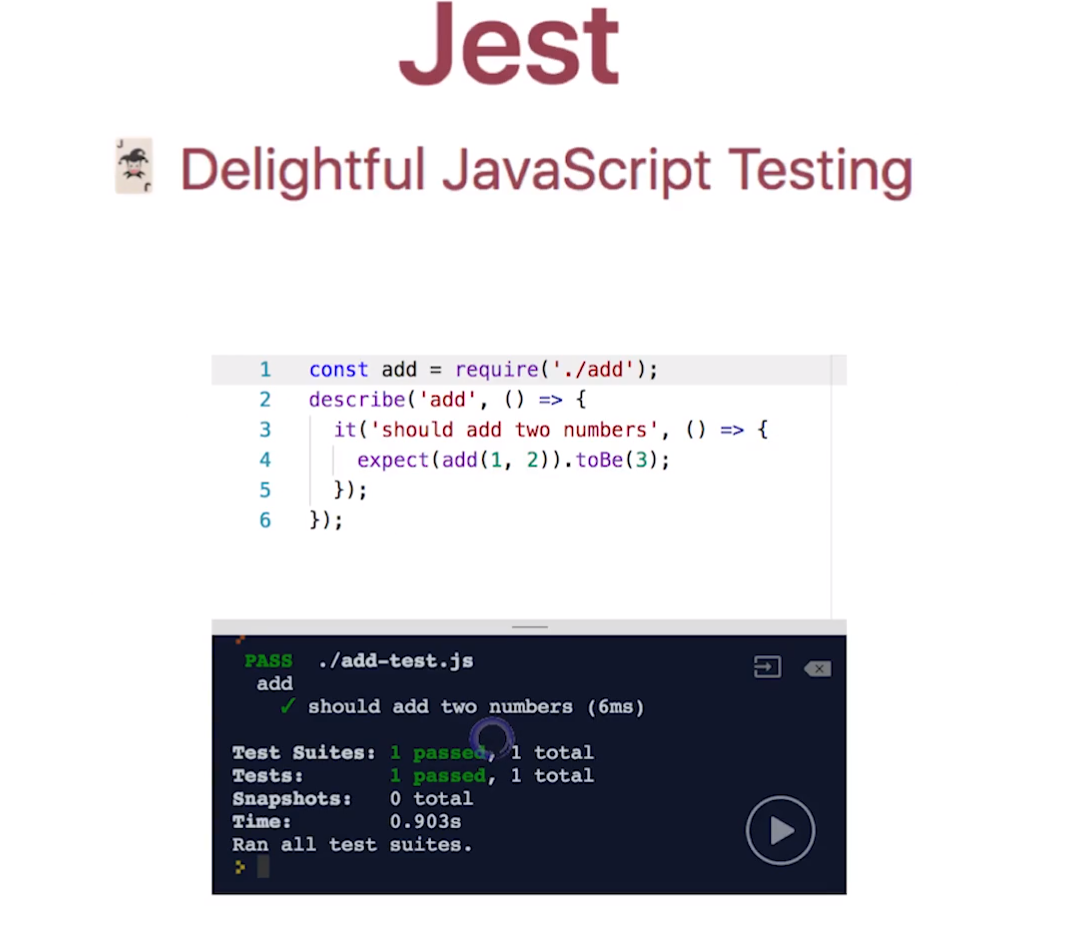 Jest
Delightful JavaScript Testing
1 const add = require('./add');
2 describe('add', () => {
3 it('should add two numbers', () => {
4 expect(add(1, 2)).toBe(3);
5 });
6 });
PASS ./add-test.js
add
✓ should add two numbers (6ms)
Test Suites: 1 passed, 1 total
Tests: 1 passed, 1 total
Snapshots: 0 total
Time: 0.903s
Ran all test suites.
>